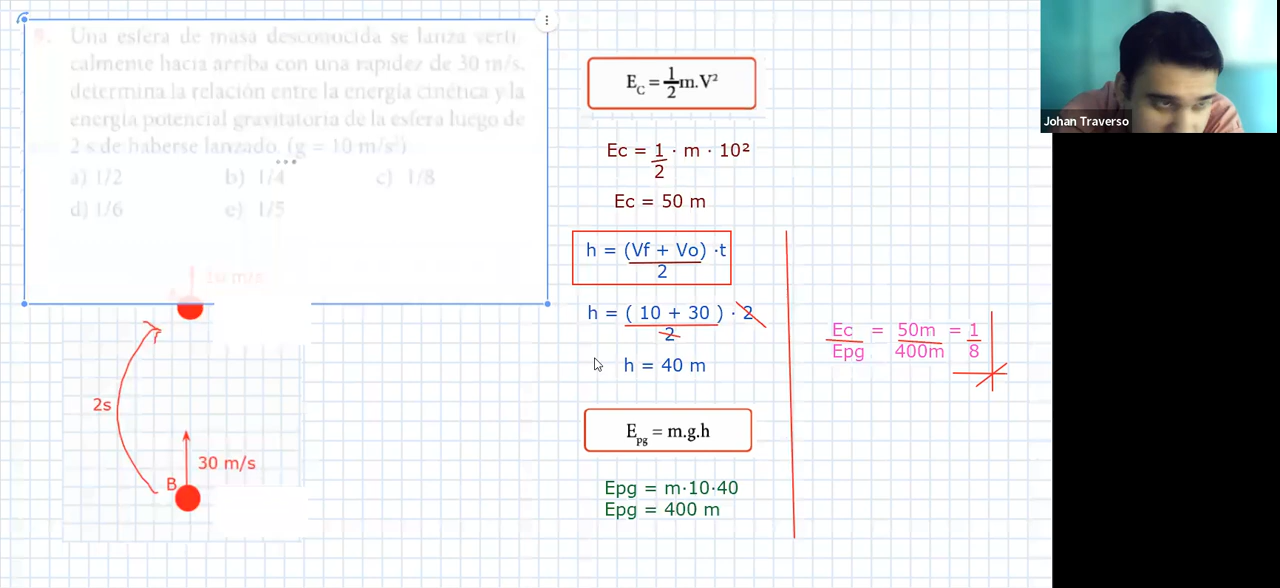 9. Una esfera de masa desconocida se lanza verti
calmente hacia arriba con una rapidez de 30 m/s.
determina la relación entre la energía cinética y la
energía potencial gravitatoria de la esfera luego de
2 s de haberse lanzado. (g = 10 m/s²)
a) 1/2 b) 1/4 c) 1/8
d) 1/6 e) 1/5
10 m/s
2s
30 m/s
B
E_C = 1/2 m.V²
Ec = 1/2 · m · 10²
Ec = 50 m
h = (Vf + Vo)/2 · t
h = ( 10 + 30 )/2 · 2
h = 40 m
E_pg = m.g.h
Epg = m·10·40
Epg = 400 m
Ec/Epg = 50m/400m = 1/8
Johan Traverso